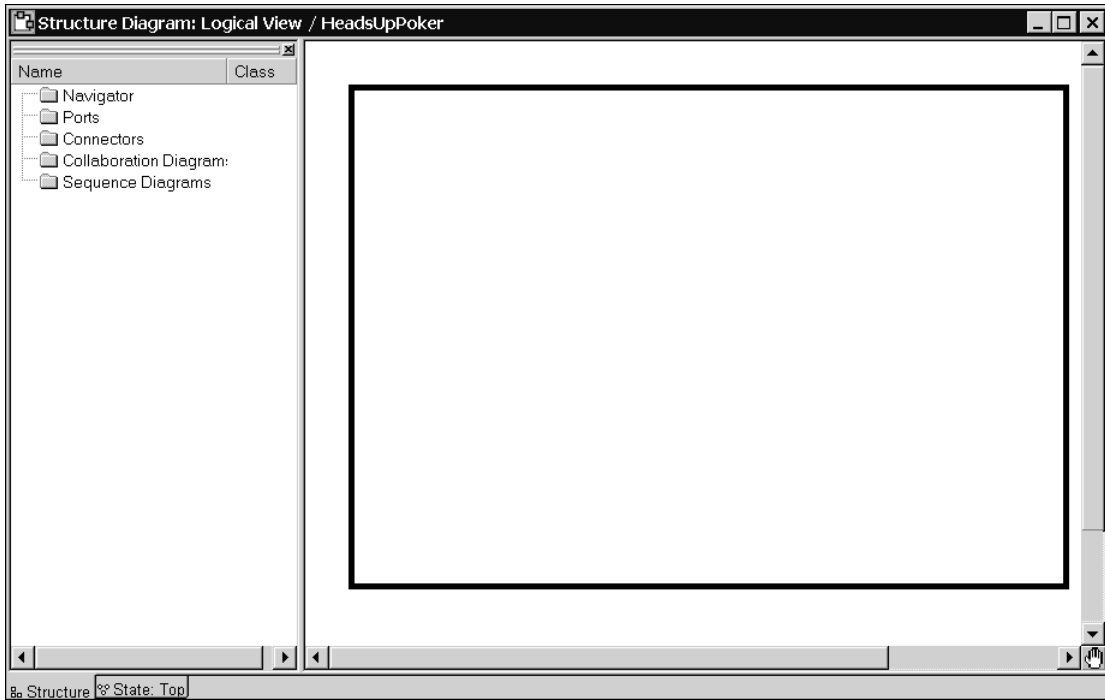 Structure Diagram: Logical View / HeadsUpPoker
Name Class
Navigator
Ports
Connectors
Collaboration Diagram:
Sequence Diagrams
Structure State: Top